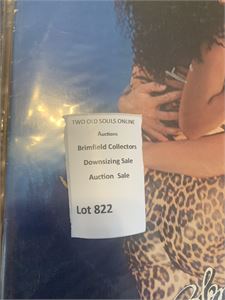 TWO OLD SOULS ONLINE
Auctions
Brimfield Collectors
Downsizing Sale
Auction Sale
Lot 822